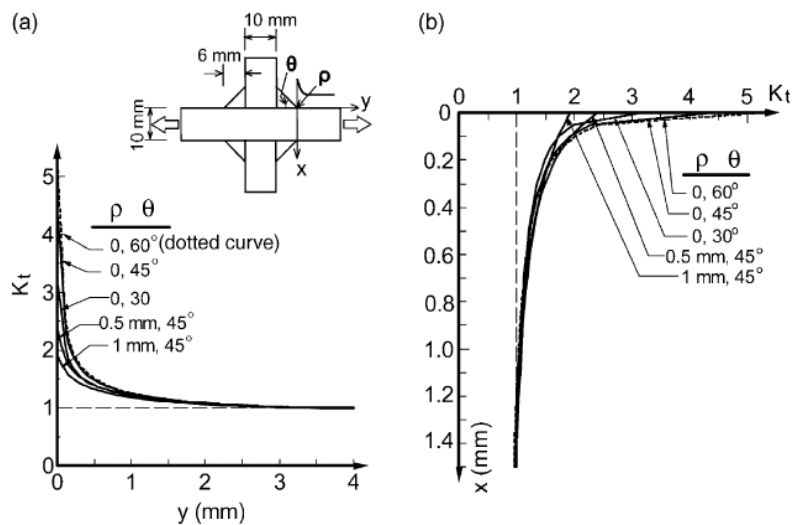 (a)
10 mm
6 mm
θ
ρ
y
10 mm
x
5
4
3
2
1
0
Kt
ρ θ
0, 60° (dotted curve)
0, 45°
0, 30
0.5 mm, 45°
1 mm, 45°
0 1 2 3 4
y (mm)
(b)
0 1 2 3 4 5 Kt
0
0.2
0.4
0.6
0.8
1.0
1.2
1.4
x (mm)
ρ θ
0, 60°
0, 45°
0, 30°
0.5 mm, 45°
1 mm, 45°